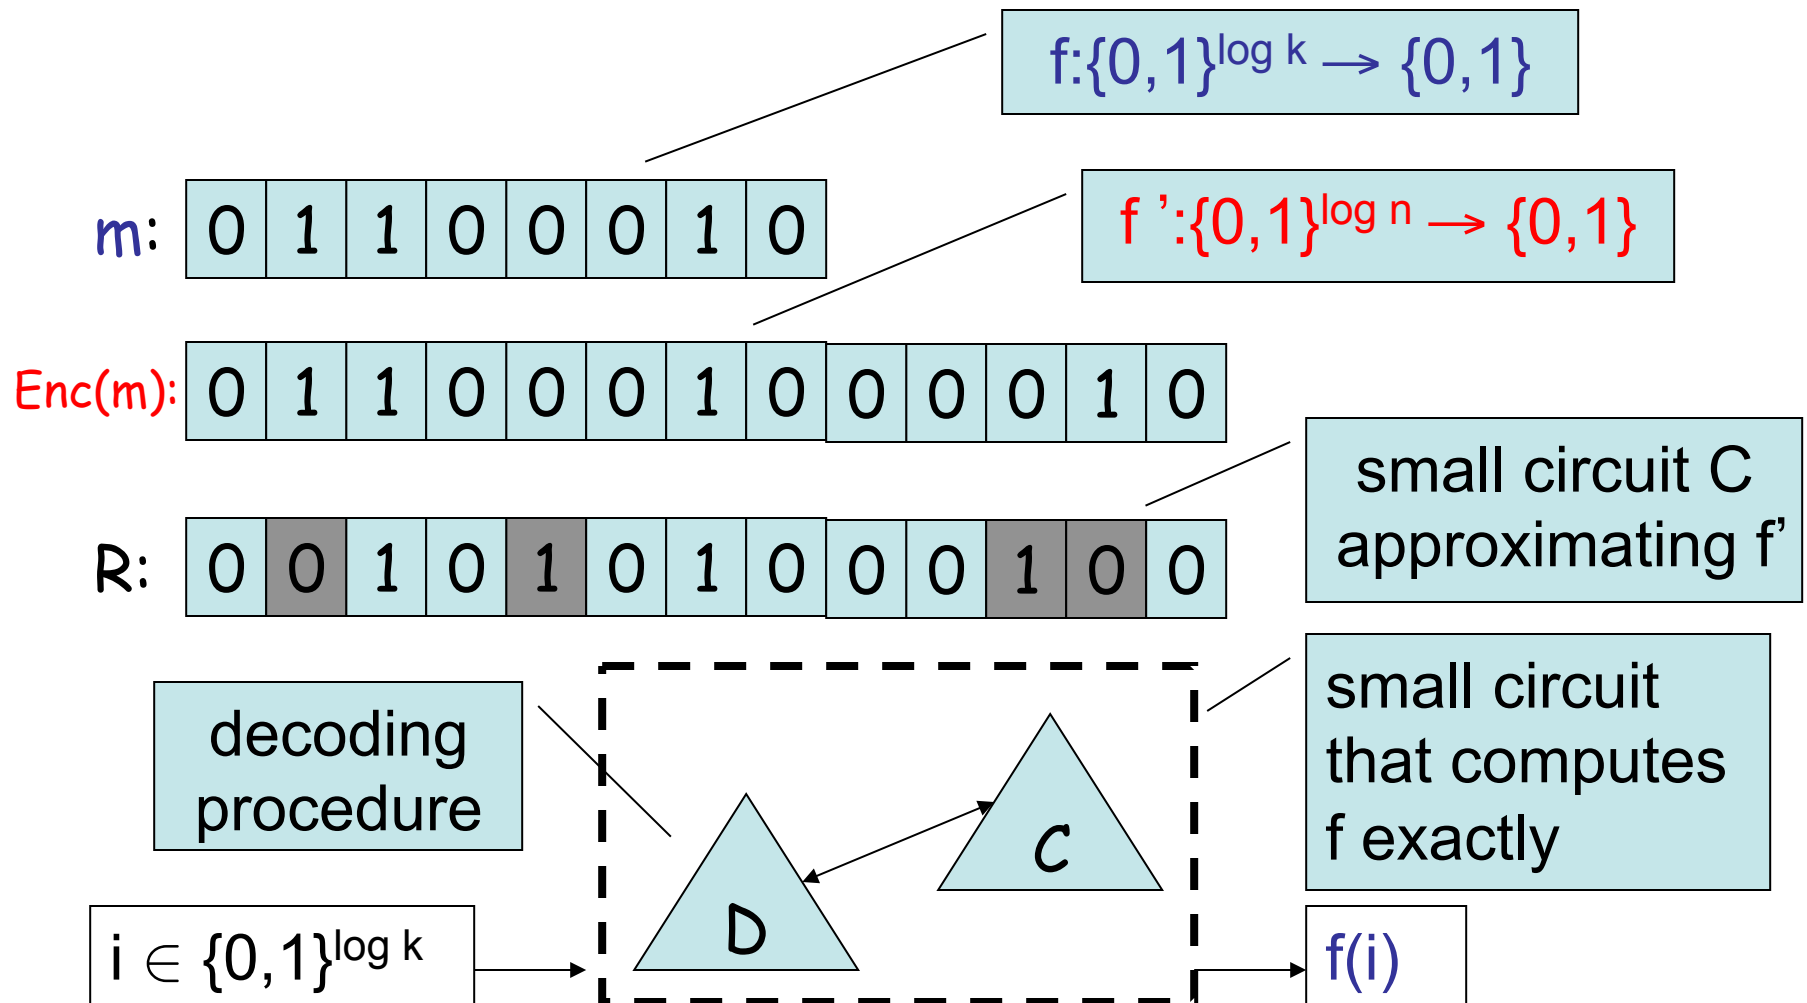 f:{0,1}^log k → {0,1}
f ’:{0,1}^log n → {0,1}
m: 0 1 1 0 0 0 1 0
Enc(m): 0 1 1 0 0 0 1 0 0 0 0 1 0
small circuit C
approximating f’
R: 0 0 1 0 1 0 1 0 0 0 1 0 0
decoding
procedure
small circuit
that computes
f exactly
C
D
i ∈ {0,1}^log k
f(i)